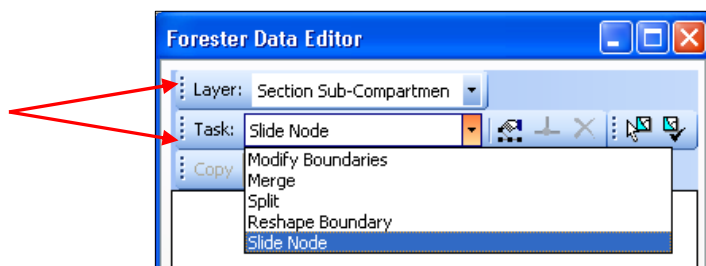 Forester Data Editor
Layer: Section Sub-Compartmen
Task: Slide Node
Copy
Modify Boundaries
Merge
Split
Reshape Boundary
Slide Node